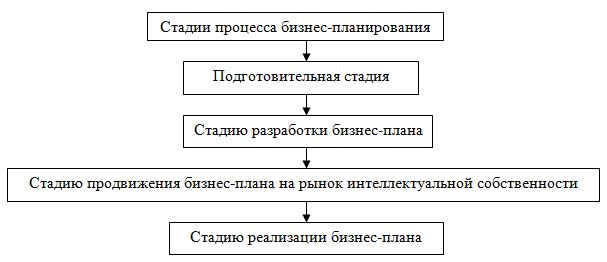 Стадии процесса бизнес-планирования
Подготовительная стадия
Стадию разработки бизнес-плана
Стадию продвижения бизнес-плана на рынок интеллектуальной собственности
Стадию реализации бизнес-плана